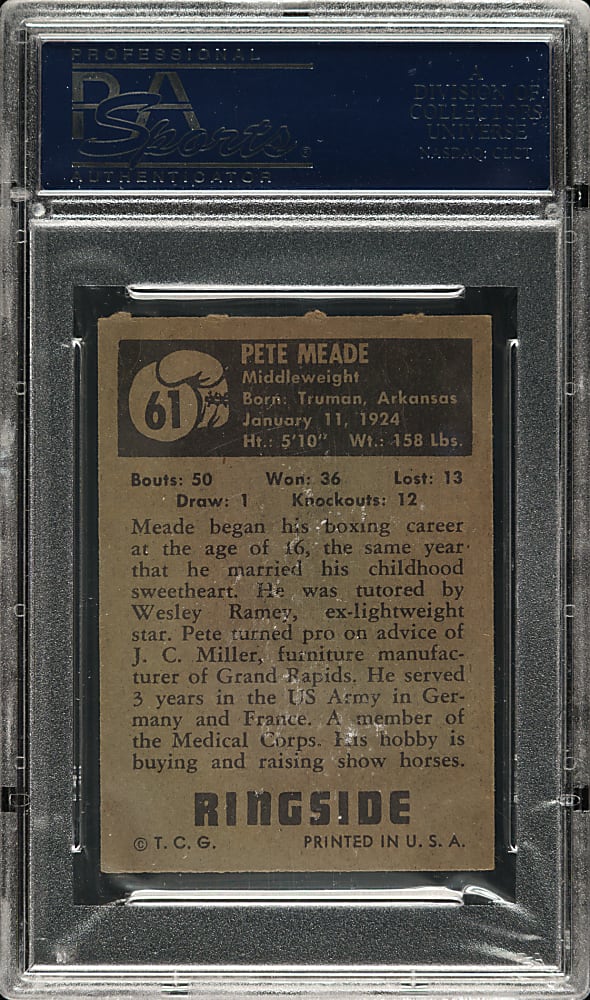 PROFESSIONAL
PSA
Sports®
AUTHENTICATOR
A
DIVISION OF
COLLECTORS
UNIVERSE
NASDAQ: CLCT
61
PETE MEADE
Middleweight
Born: Truman, Arkansas
January 11, 1924
Ht.: 5'10" Wt.: 158 Lbs.
Bouts: 50 Won: 36 Lost: 13
Draw: 1 Knockouts: 12
Meade began his boxing career
at the age of 16, the same year
that he married his childhood
sweetheart. He was tutored by
Wesley Ramey, ex-lightweight
star. Pete turned pro on advice of
J. C. Miller, furniture manufac-
turer of Grand Rapids. He served
3 years in the US Army in Ger-
many and France. A member of
the Medical Corps. His hobby is
buying and raising show horses.
RINGSIDE
© T. C. G. PRINTED IN U. S. A.